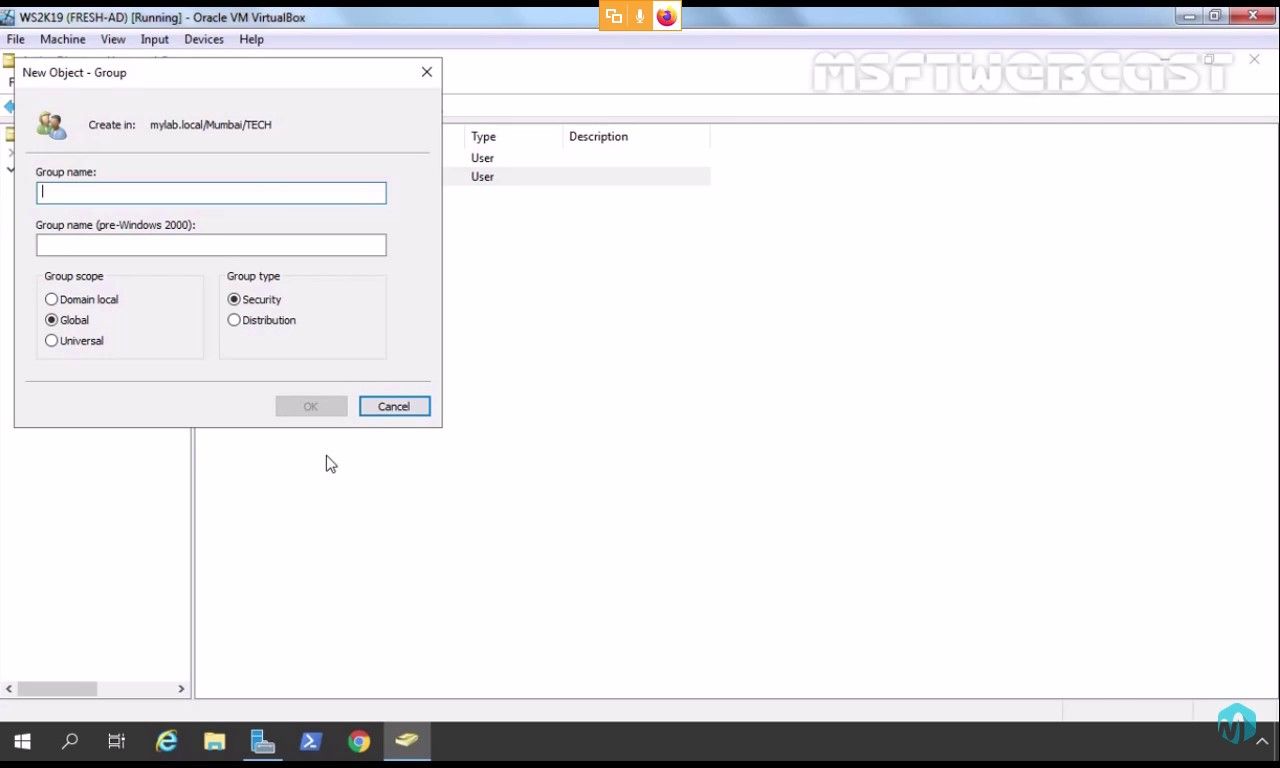 WS2K19 (FRESH-AD) [Running] - Oracle VM VirtualBox
File Machine View Input Devices Help
MSFTWEBCAST
New Object - Group
Create in: mylab.local/Mumbai/TECH
Type Description
User
User
Group name:
Group name (pre-Windows 2000):
Group scope
Domain local
Global
Universal
Group type
Security
Distribution
OK Cancel